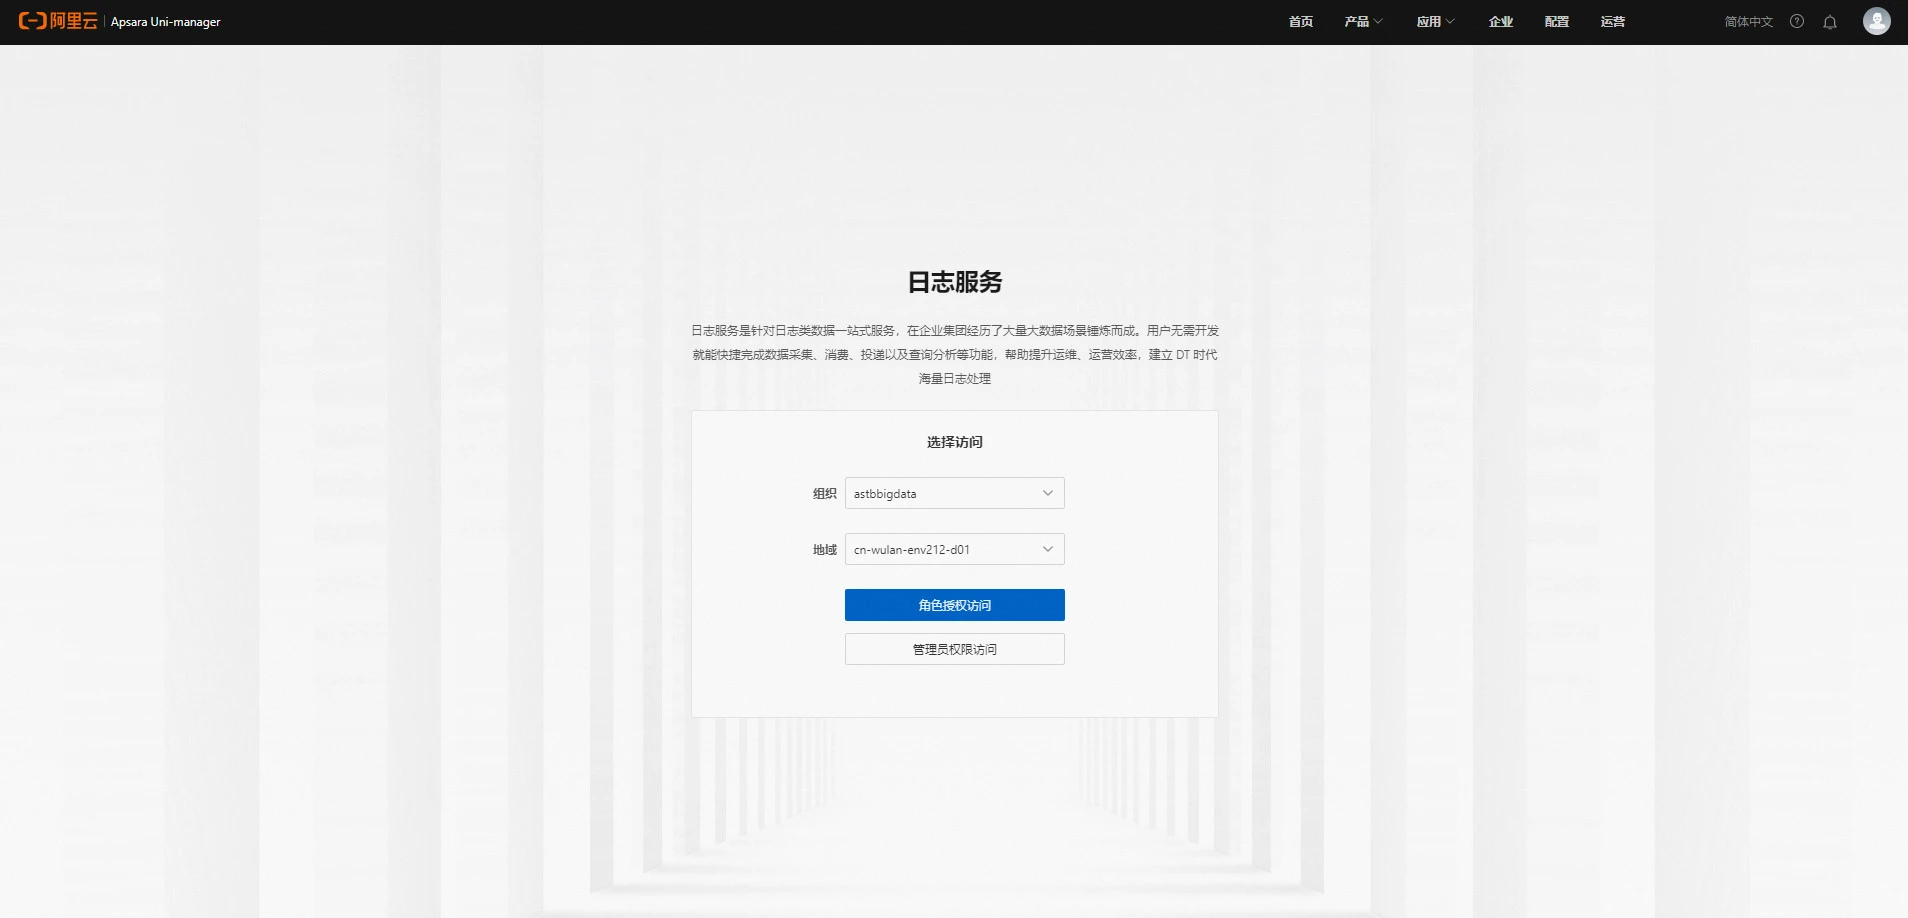 阿里云 | Apsara Uni-manager
首页 产品 应用 企业 配置 运营 简体中文
日志服务
日志服务是针对日志类数据一站式服务，在企业集团经历了大量大数据场景锤炼而成。用户无需开发
就能快捷完成数据采集、消费、投递以及查询分析等功能，帮助提升运维、运营效率，建立 DT 时代
海量日志处理
选择访问
组织 astbbigdata
地域 cn-wulan-env212-d01
角色授权访问
管理员权限访问